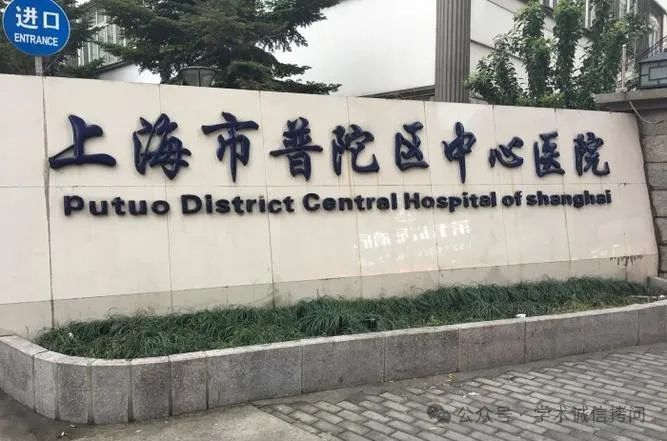 进口
ENTRANCE
上海市普陀区中心医院
Putuo District Central Hospital of shanghai
公众号·学术诚信拷问